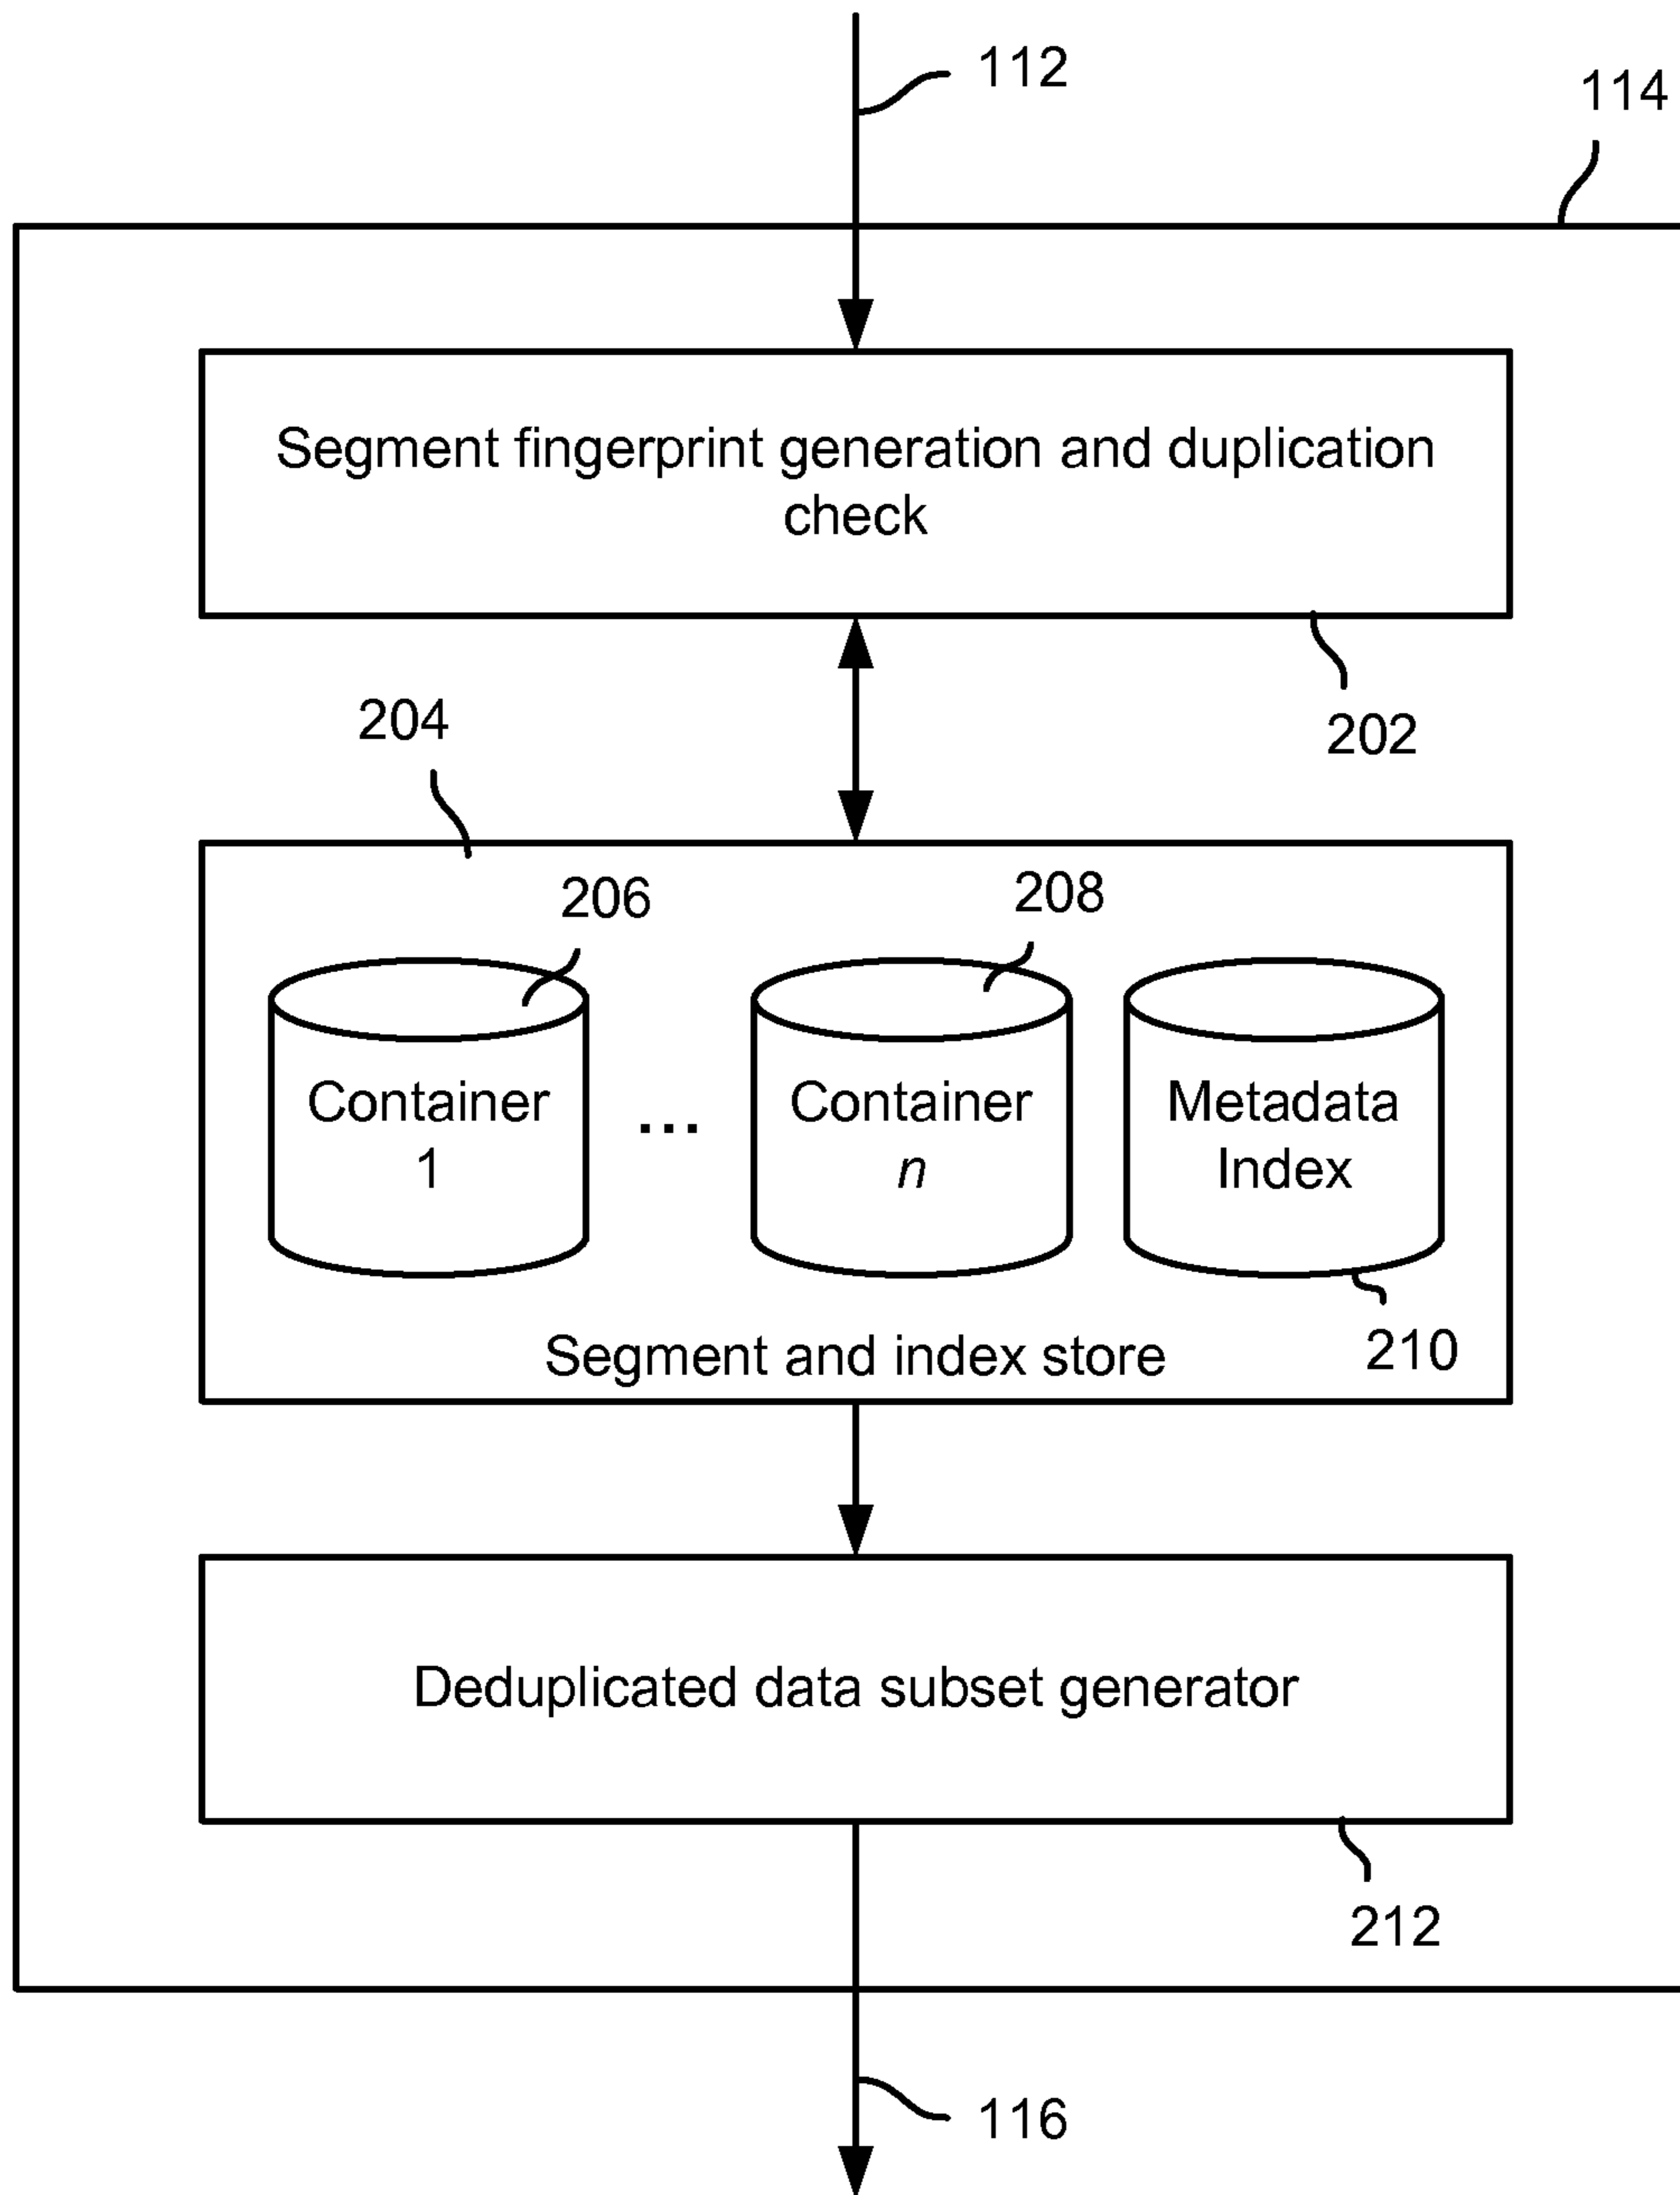 112
114
Segment fingerprint generation and duplication
check
202
204
206
208
Container
1
...
Container
n
Metadata
Index
210
Segment and index store
Deduplicated data subset generator
212
116